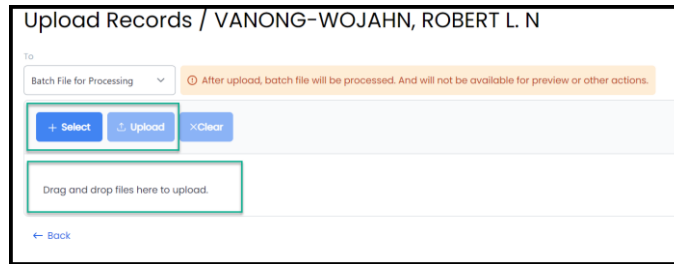 Upload Records / VANONG-WOJAHN, ROBERT L. N
To
Batch File for Processing
After upload, batch file will be processed. And will not be available for preview or other actions.
+ Select
Upload
×Clear
Drag and drop files here to upload.
← Back